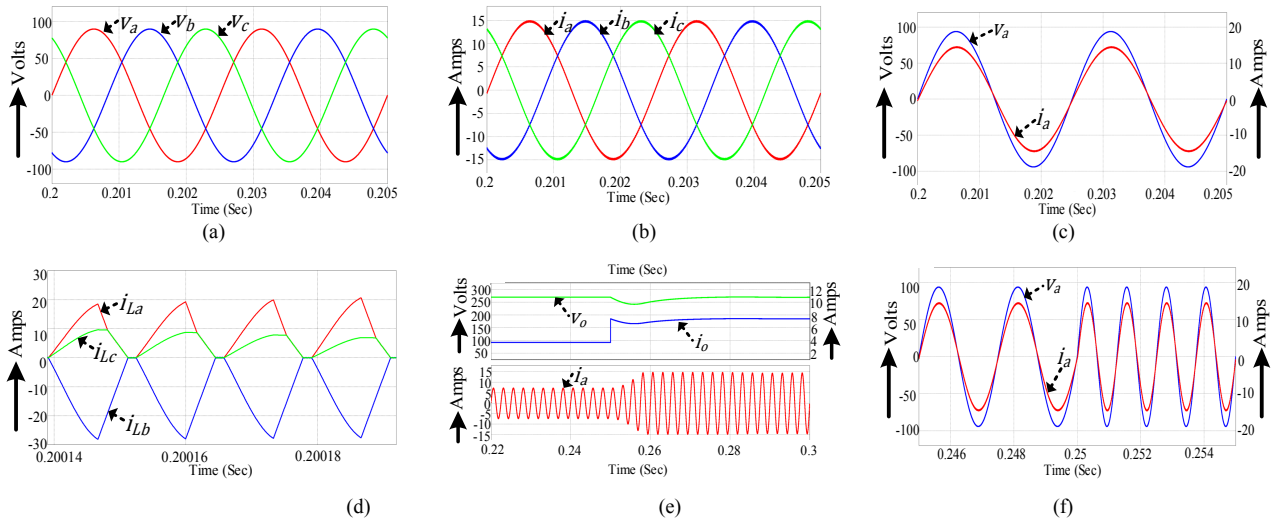 100
50
0
-50
-100
Volts
va
vb
vc
0.2
0.201
0.202
0.203
0.204
0.205
Time (Sec)
(a)
15
10
5
0
-5
-10
-15
Amps
ia
ib
ic
0.2
0.201
0.202
0.203
0.204
0.205
Time (Sec)
(b)
100
50
0
-50
-100
Volts
va
ia
20
10
0
-10
-20
Amps
0.2
0.201
0.202
0.203
0.204
0.205
Time (Sec)
(c)
30
20
10
0
-10
-20
-30
Amps
iLa
iLc
iLb
0.20014
0.20016
0.20018
Time (Sec)
(d)
Time (Sec)
300
250
200
150
100
50
Volts
vo
io
12
10
8
6
4
2
Amps
15
10
5
0
-5
-10
-15
Amps
ia
0.22
0.24
0.26
0.28
0.3
Time (Sec)
(e)
100
50
0
-50
-100
Volts
va
ia
20
10
0
-10
-20
Amps
0.246
0.248
0.25
0.252
0.254
Time (Sec)
(f)